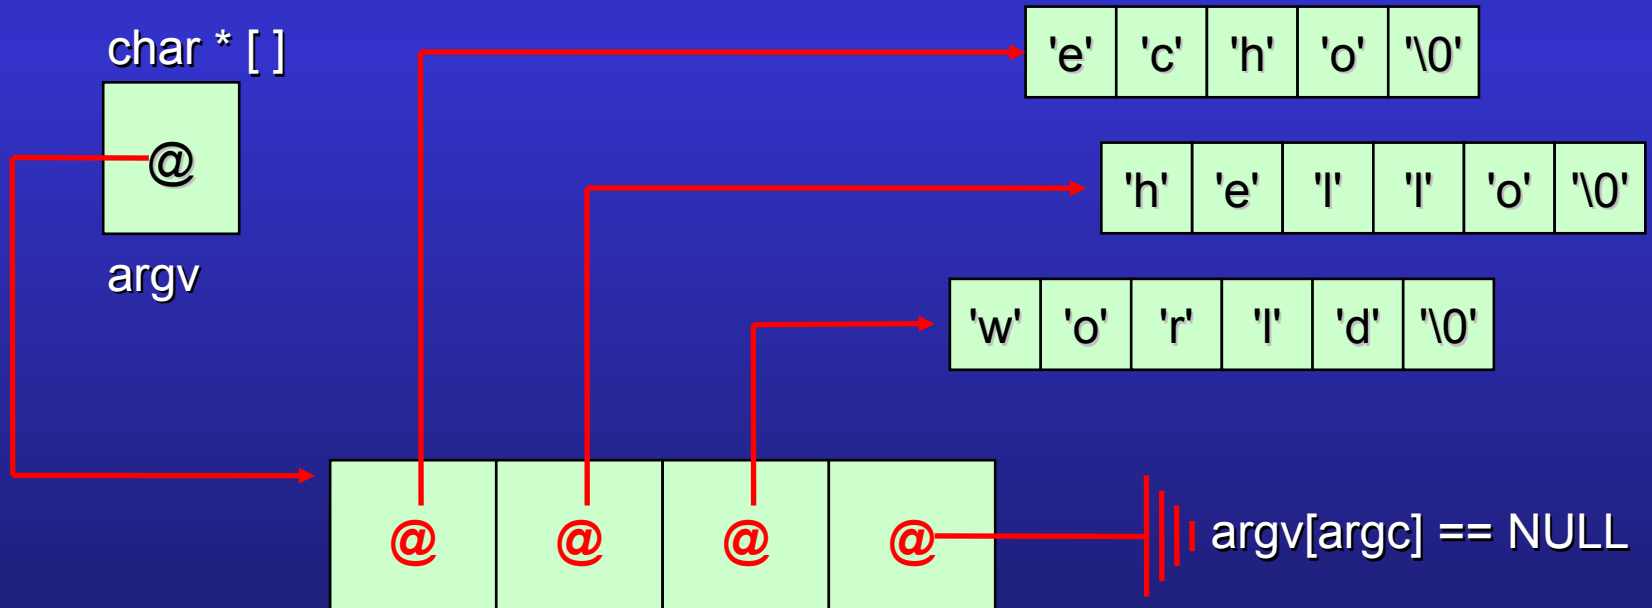 char * [ ]
@
argv
'e' 'c' 'h' 'o' '\0'
'h' 'e' 'l' 'l' 'o' '\0'
'w' 'o' 'r' 'l' 'd' '\0'
@ @ @ @
argv[argc] == NULL